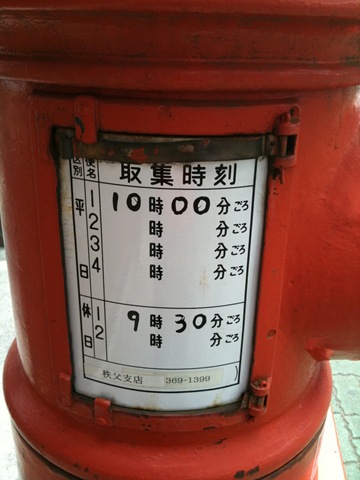 区別 便名 取集時刻
平日 1 10時00分ごろ
2 時 分ごろ
3 時 分ごろ
4 時 分ごろ
休日 1 9時30分ごろ
2 時 分ごろ
秩父支店 369-1399 )